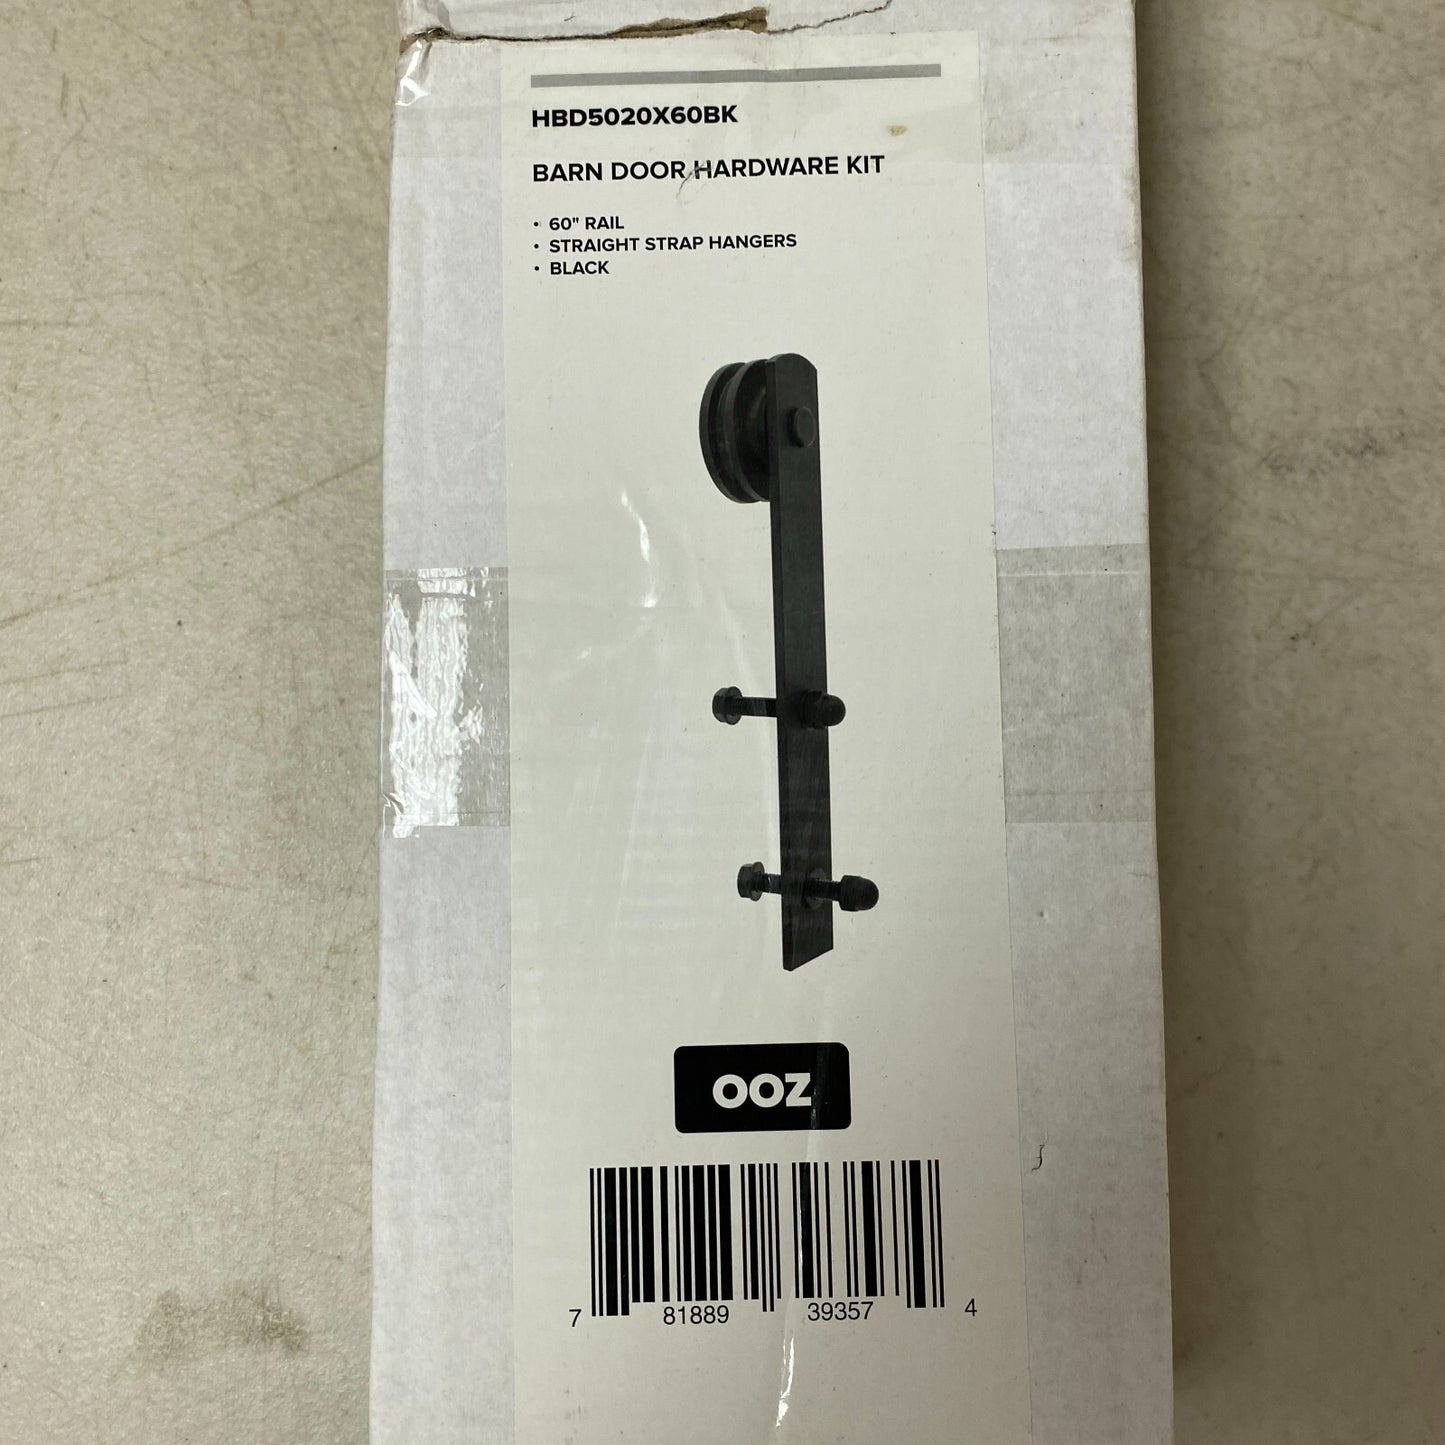 HBD5020X60BK
BARN DOOR HARDWARE KIT
• 60" RAIL
• STRAIGHT STRAP HANGERS
• BLACK
OOZ
7 81889 39357 4